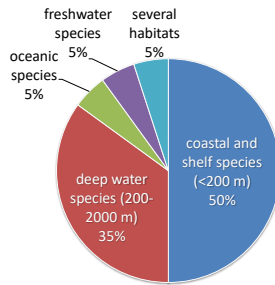 freshwater
species
5%
several
habitats
5%
oceanic
species
5%
coastal and
shelf species
(<200 m)
50%
deep water
species (200-
2000 m)
35%